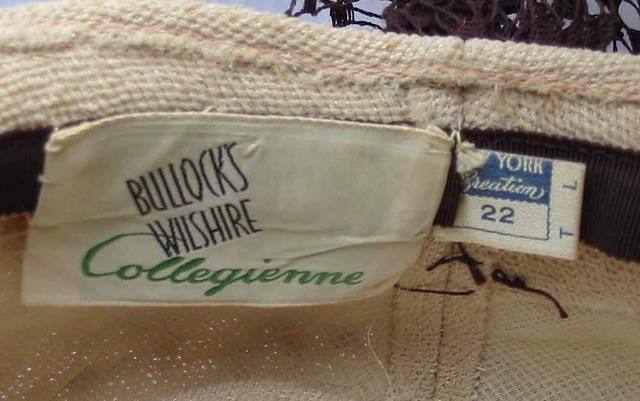 BULLOCK'S
WILSHIRE
Collegienne
YORK
Creation
22
L
T